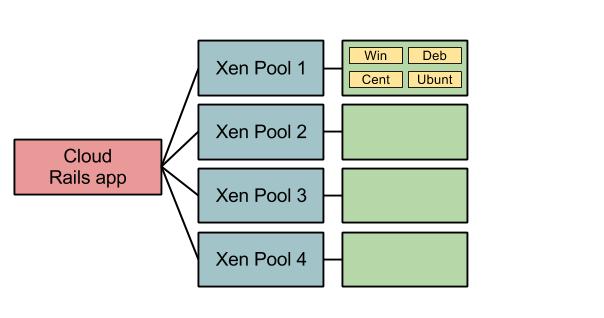 Cloud
Rails app
Xen Pool 1
Win
Deb
Cent
Ubunt
Xen Pool 2
Xen Pool 3
Xen Pool 4